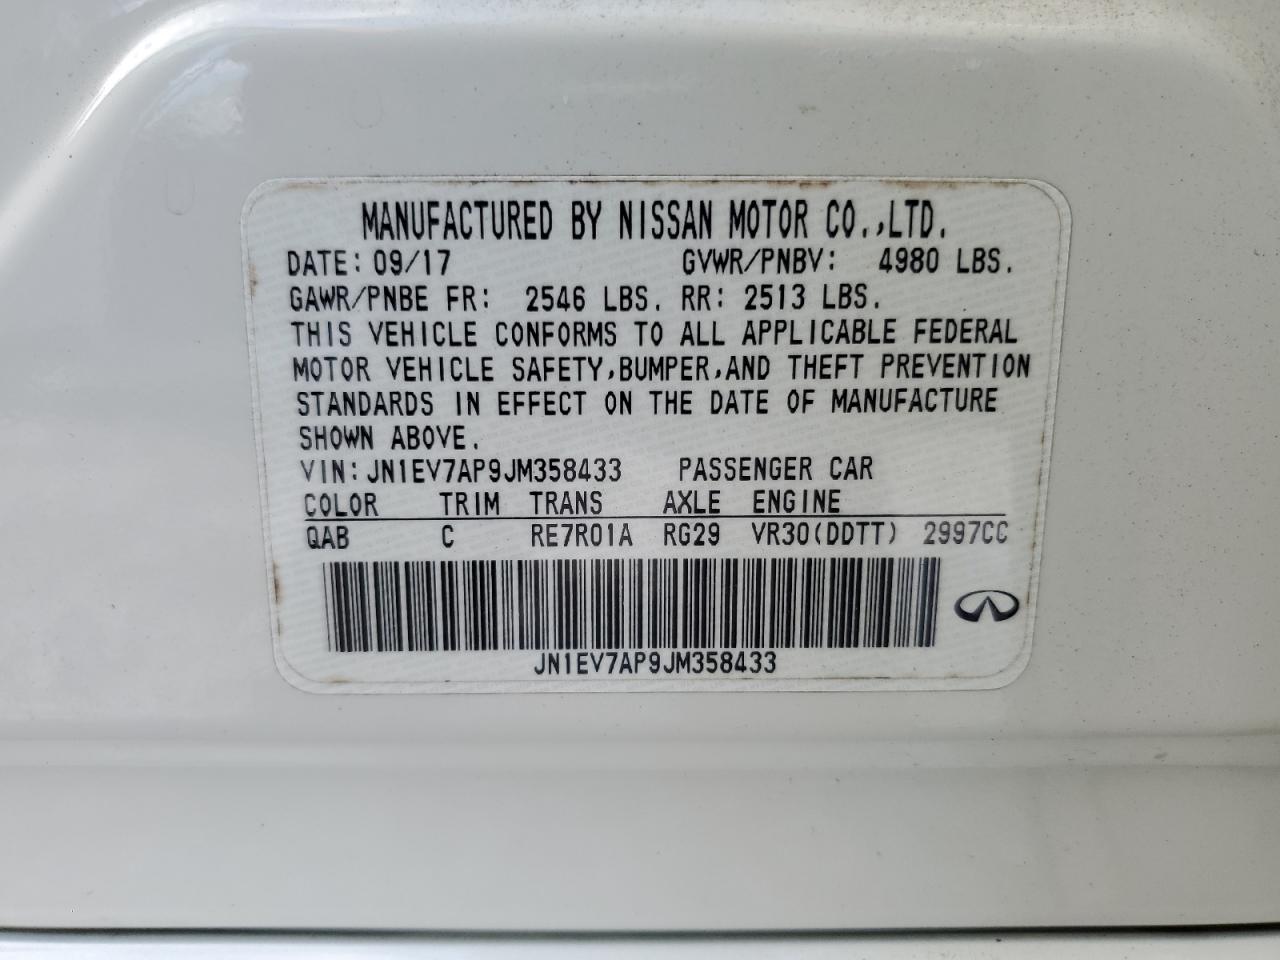 MANUFACTURED BY NISSAN MOTOR CO.,LTD.
DATE: 09/17 GVWR/PNBV: 4980 LBS.
GAWR/PNBE FR: 2546 LBS. RR: 2513 LBS.
THIS VEHICLE CONFORMS TO ALL APPLICABLE FEDERAL
MOTOR VEHICLE SAFETY,BUMPER,AND THEFT PREVENTION
STANDARDS IN EFFECT ON THE DATE OF MANUFACTURE
SHOWN ABOVE.
VIN:JN1EV7AP9JM358433 PASSENGER CAR
COLOR TRIM TRANS AXLE ENGINE
QAB C RE7R01A RG29 VR30(DDTT) 2997CC
JN1EV7AP9JM358433